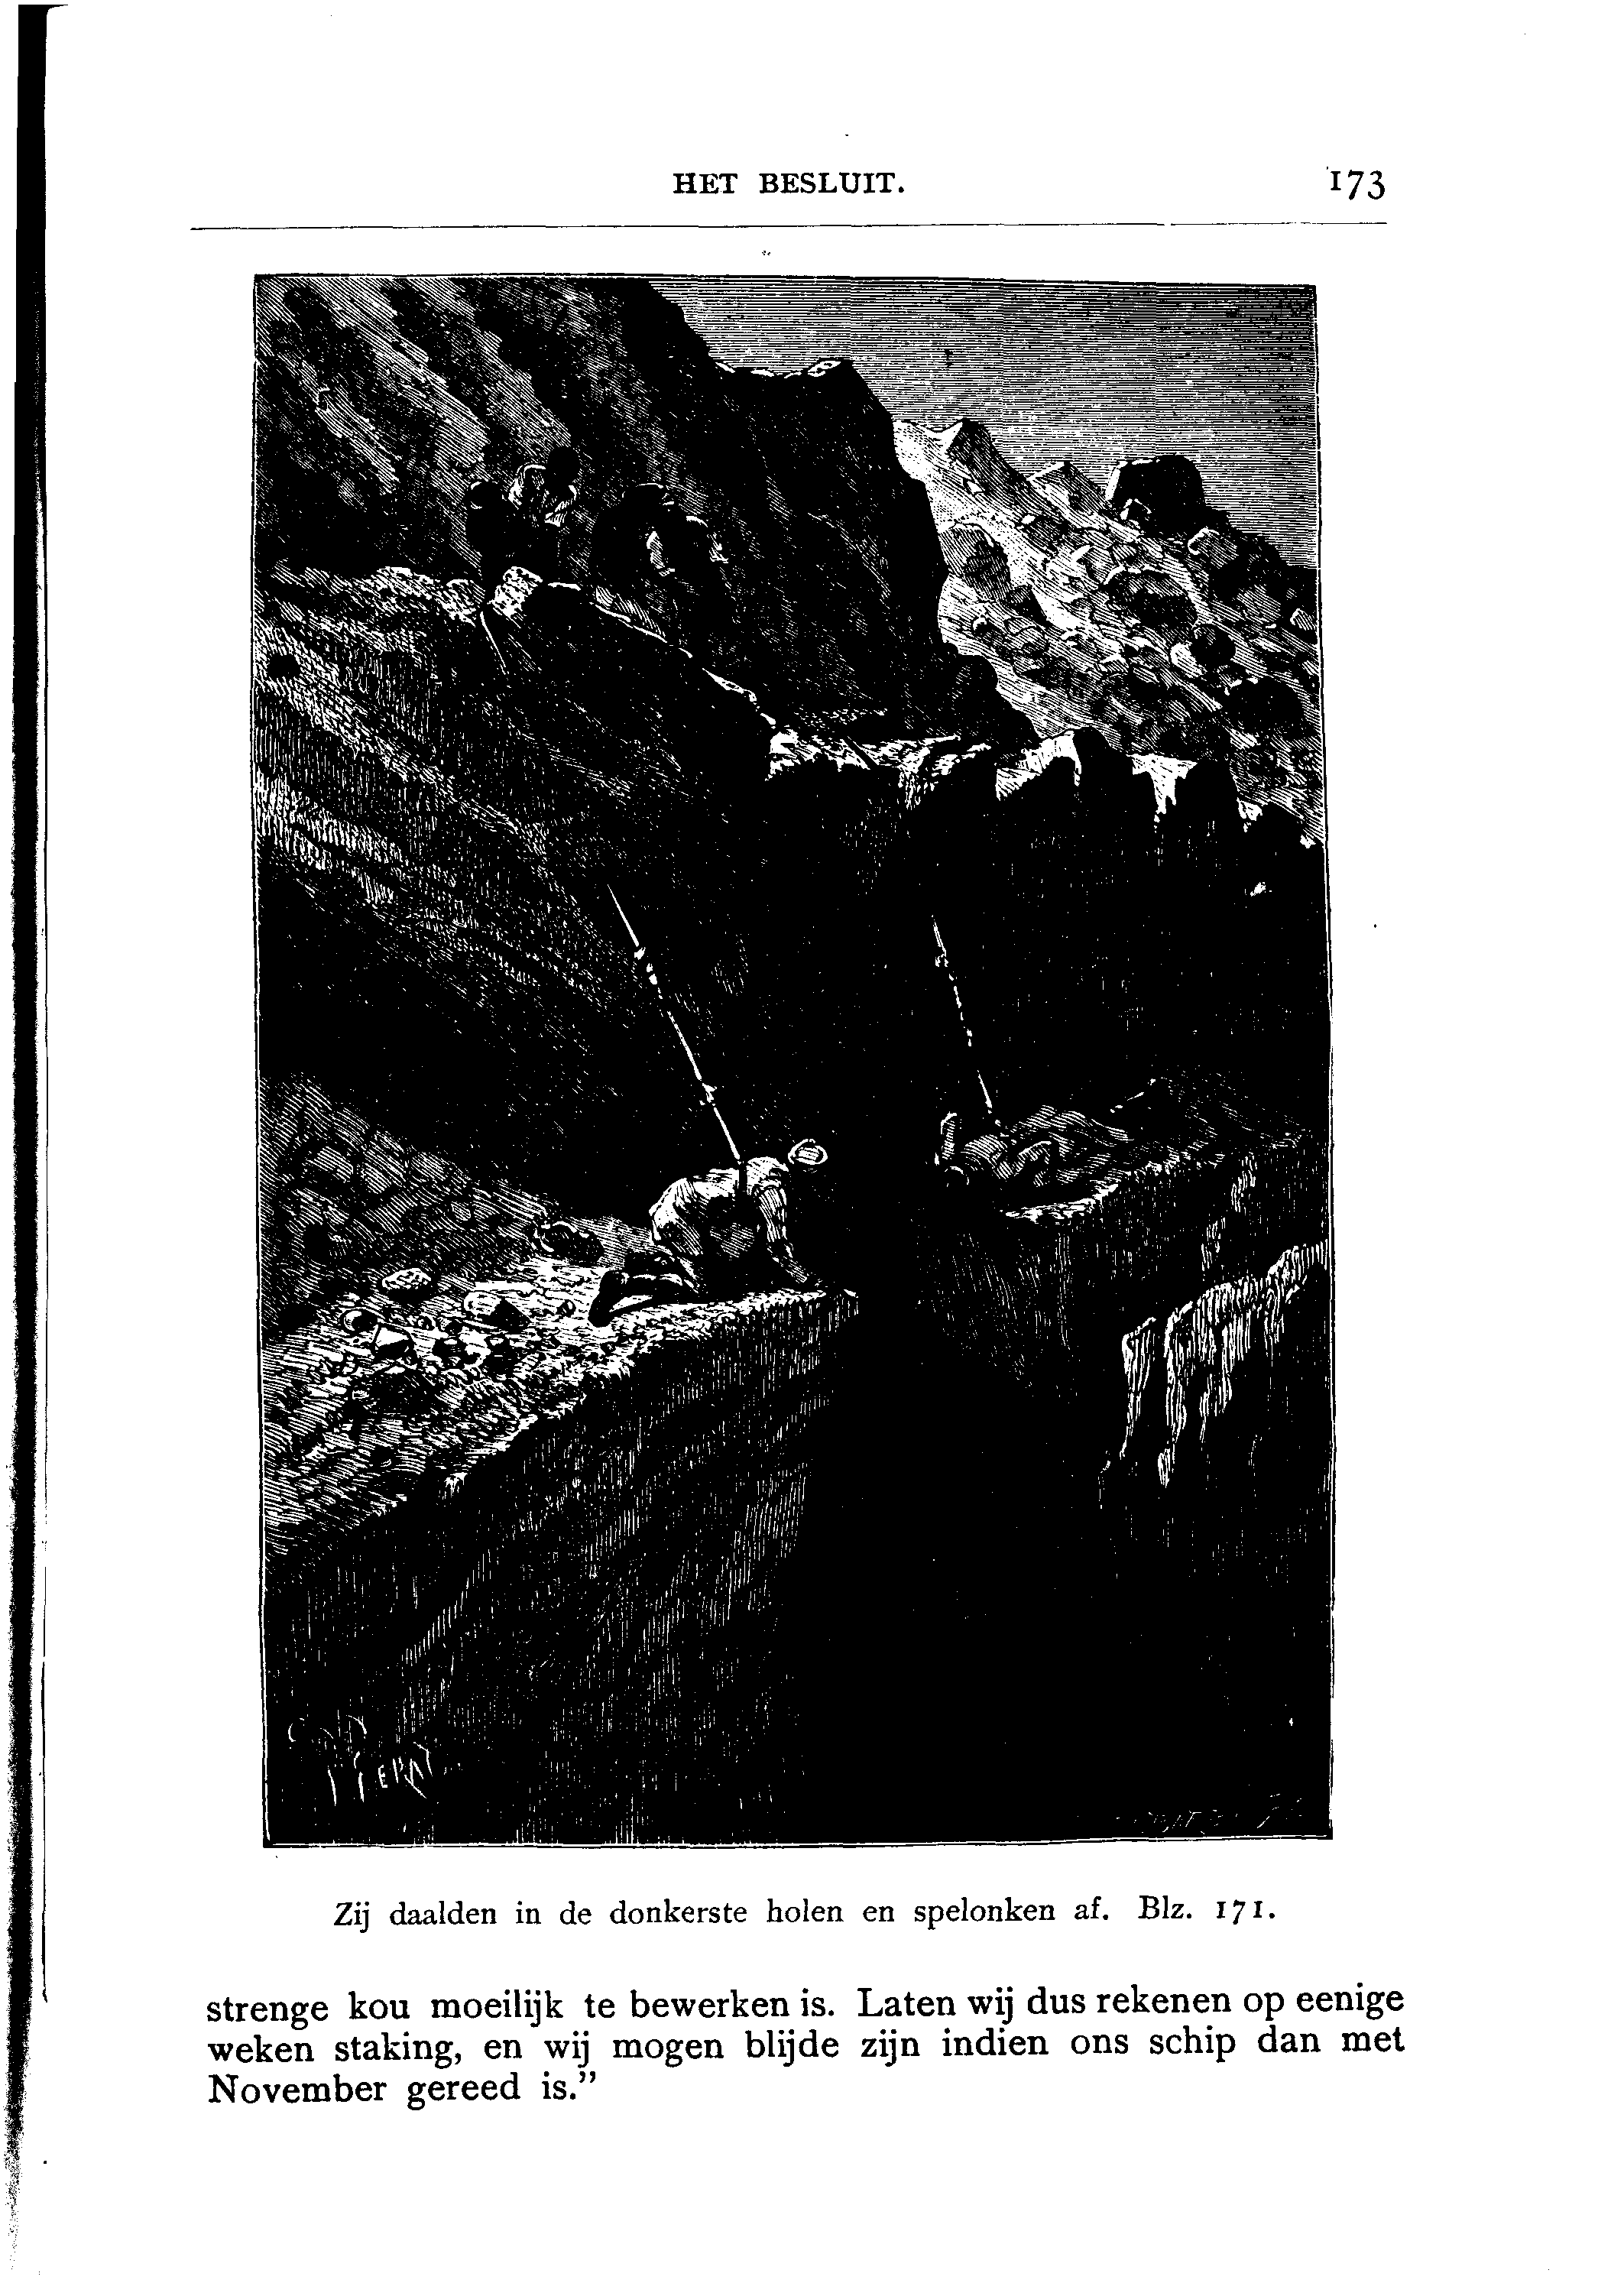 HET BESLUIT. 173
Zij daalden in de donkerste holen en spelonken af. Blz. 171.
strenge kou moeilijk te bewerken is. Laten wij dus rekenen op eenige
weken staking, en wij mogen blijde zijn indien ons schip dan met
November gereed is.”